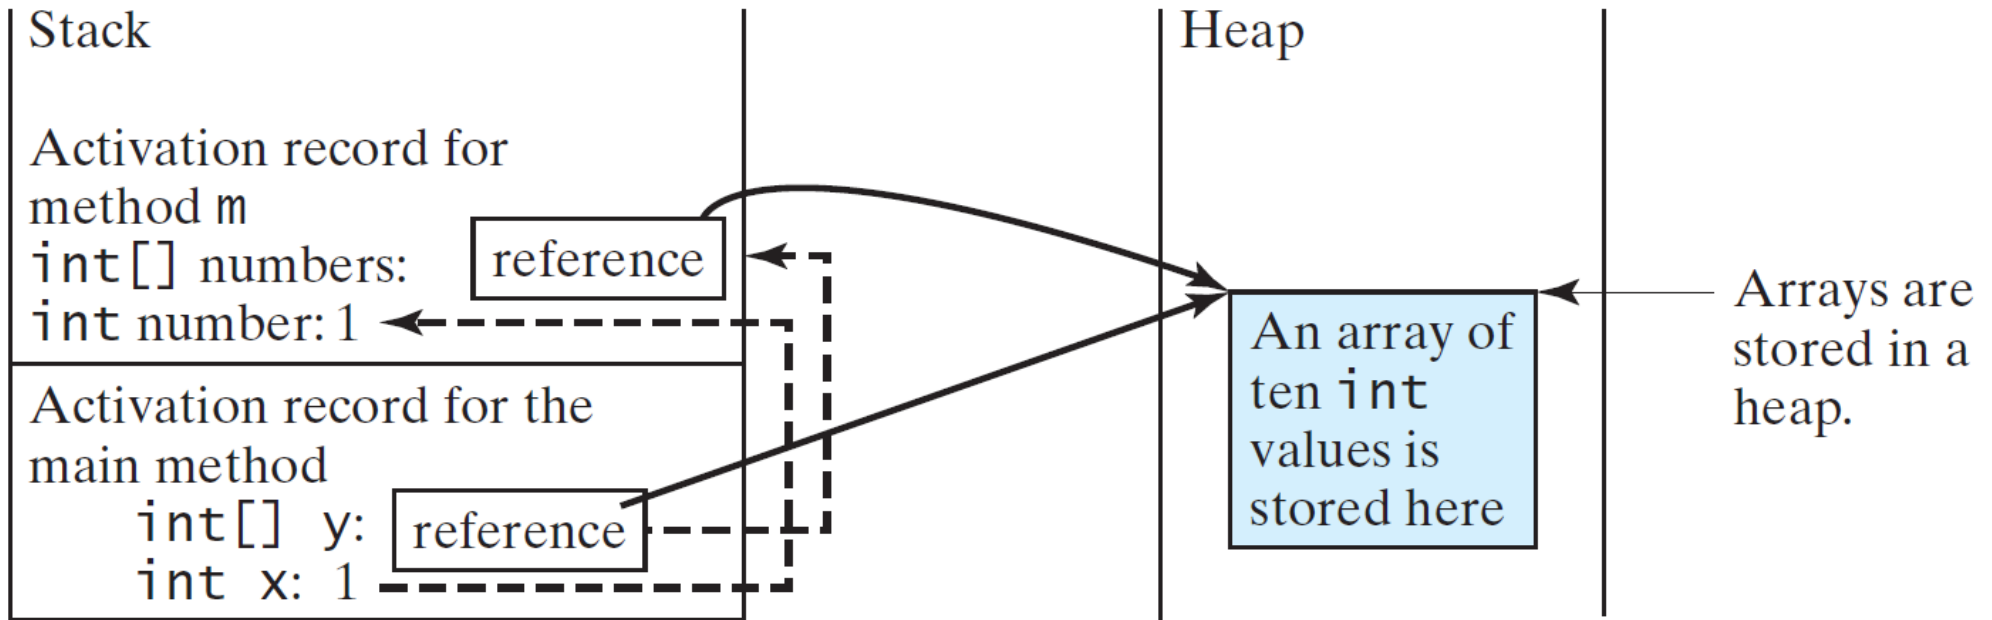 Stack
Activation record for
method m
int[] numbers:
reference
int number: 1
Activation record for the
main method
int[] y:
reference
int x: 1
Heap
An array of
ten int
values is
stored here
Arrays are
stored in a
heap.